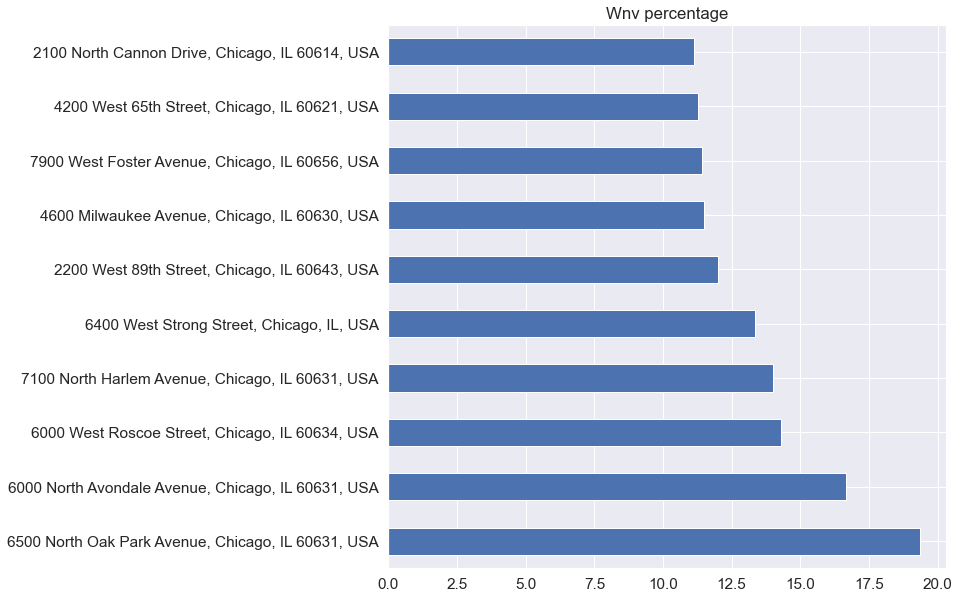 Wnv percentage
2100 North Cannon Drive, Chicago, IL 60614, USA
4200 West 65th Street, Chicago, IL 60621, USA
7900 West Foster Avenue, Chicago, IL 60656, USA
4600 Milwaukee Avenue, Chicago, IL 60630, USA
2200 West 89th Street, Chicago, IL 60643, USA
6400 West Strong Street, Chicago, IL, USA
7100 North Harlem Avenue, Chicago, IL 60631, USA
6000 West Roscoe Street, Chicago, IL 60634, USA
6000 North Avondale Avenue, Chicago, IL 60631, USA
6500 North Oak Park Avenue, Chicago, IL 60631, USA
0.0 2.5 5.0 7.5 10.0 12.5 15.0 17.5 20.0